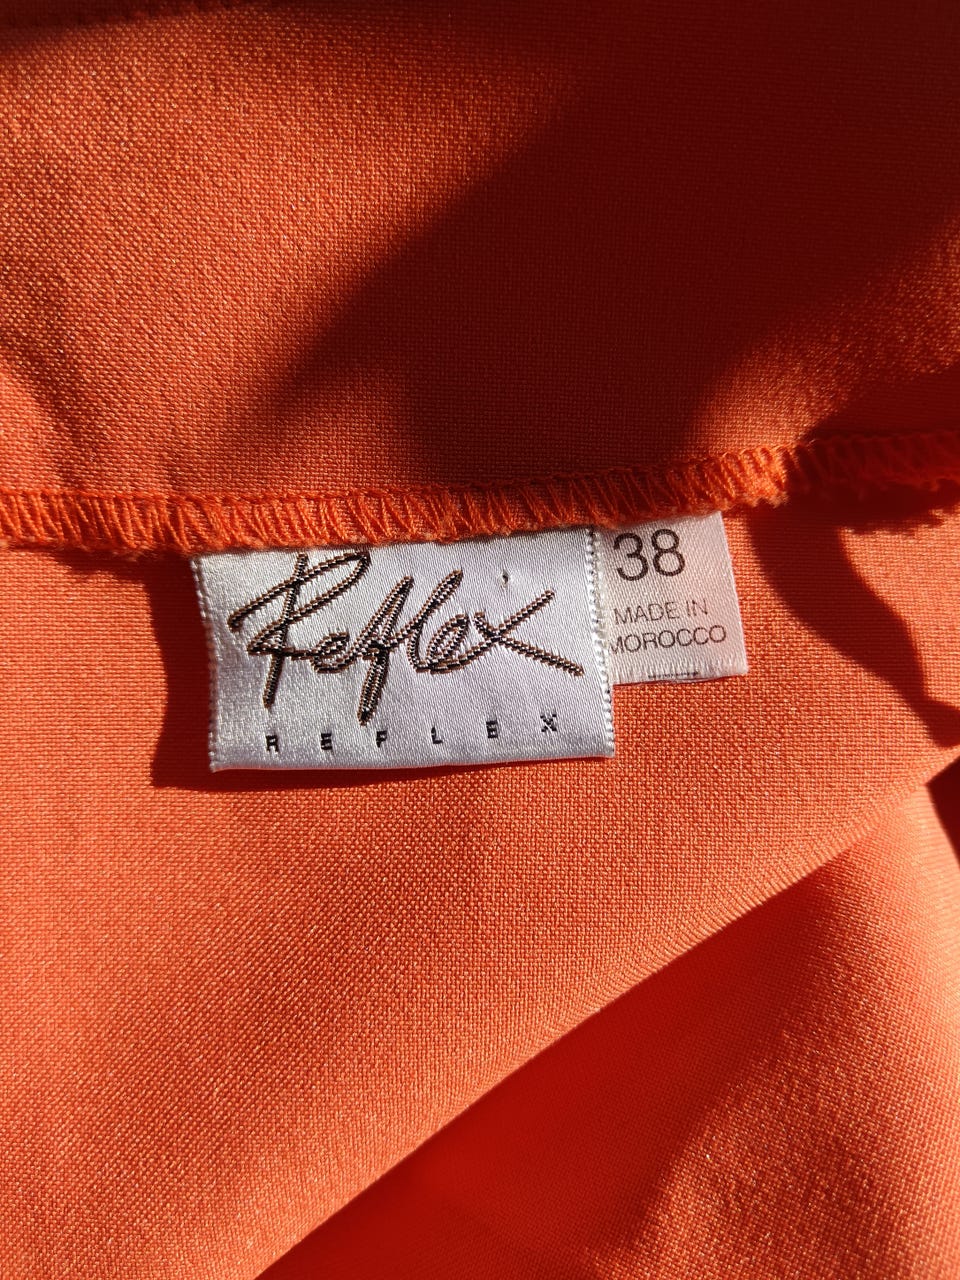 Reflex
REFLEX
38
MADE IN
MOROCCO